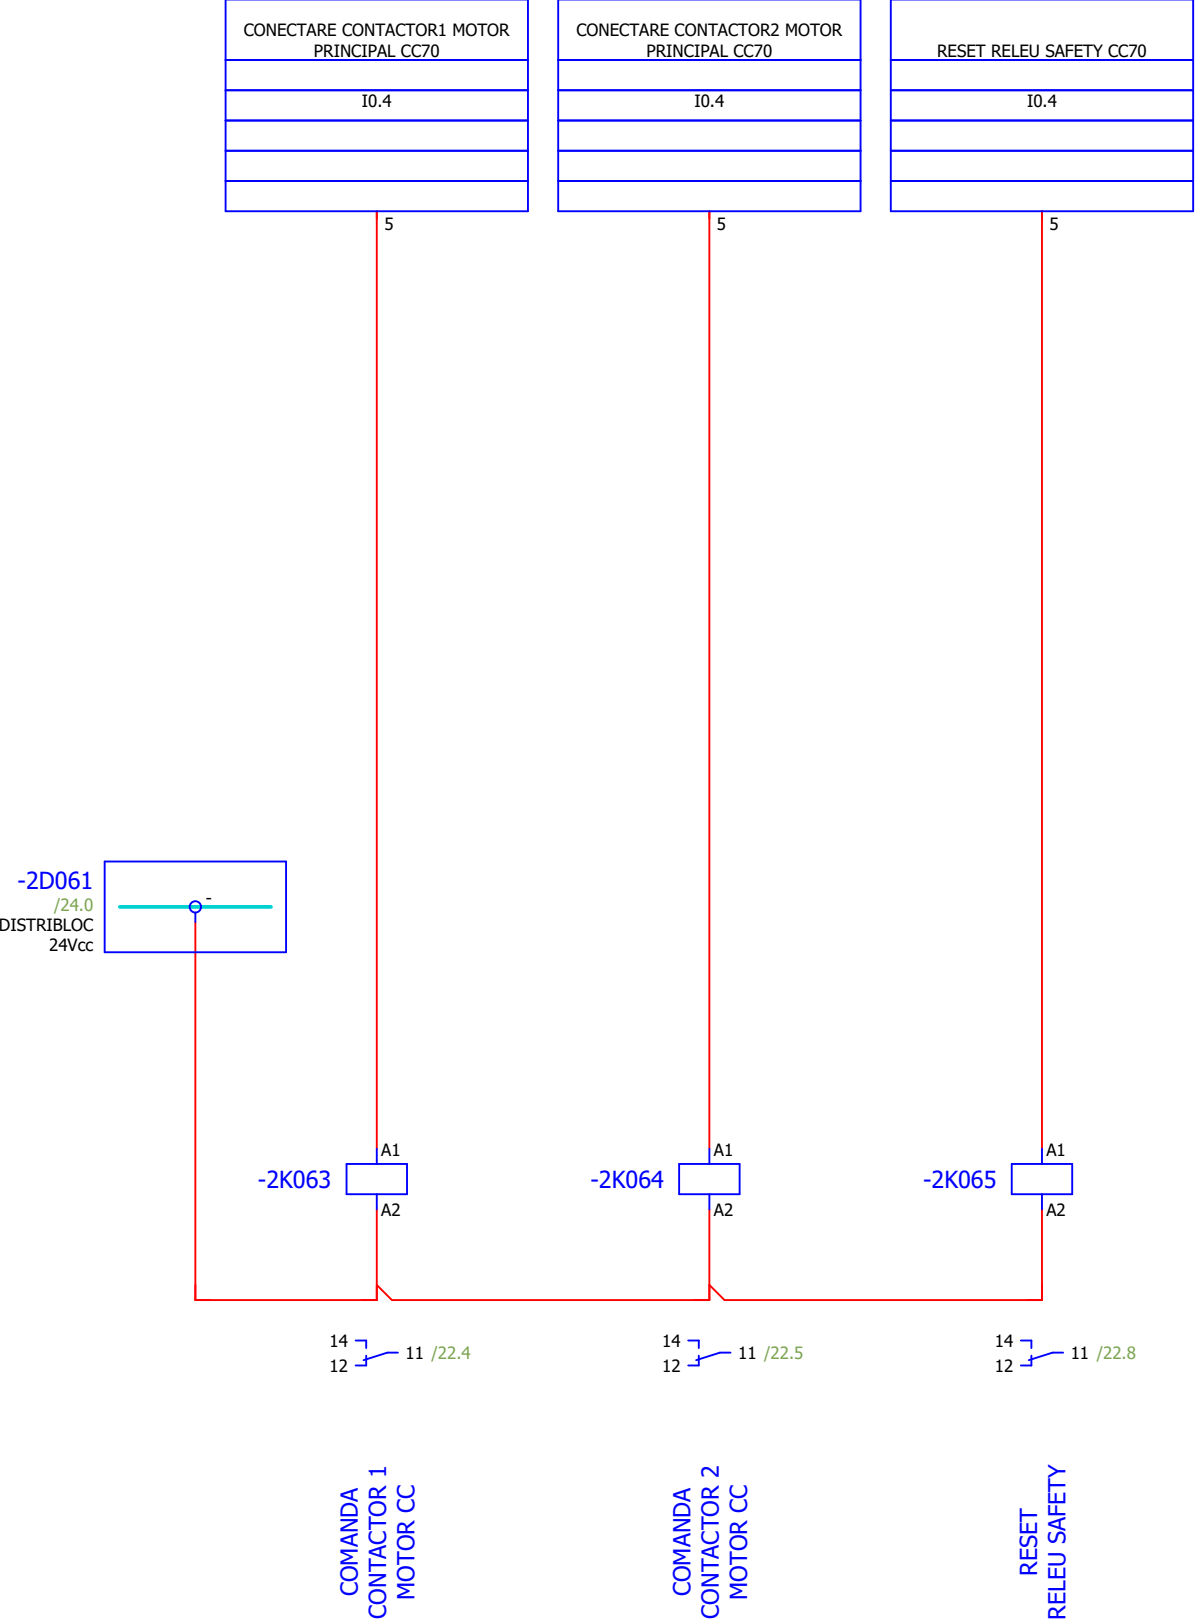 CONECTARE CONTACTOR1 MOTOR
PRINCIPAL CC70
I0.4
5
CONECTARE CONTACTOR2 MOTOR
PRINCIPAL CC70
I0.4
5
RESET RELEU SAFETY CC70
I0.4
5
-2D061
/24.0
DISTRIBLOC
24Vcc
-
A1
-2K063
A2
A1
-2K064
A2
A1
-2K065
A2
14
12
11 /22.4
14
12
11 /22.5
14
12
11 /22.8
COMANDA
CONTACTOR 1
MOTOR CC
COMANDA
CONTACTOR 2
MOTOR CC
RESET
RELEU SAFETY